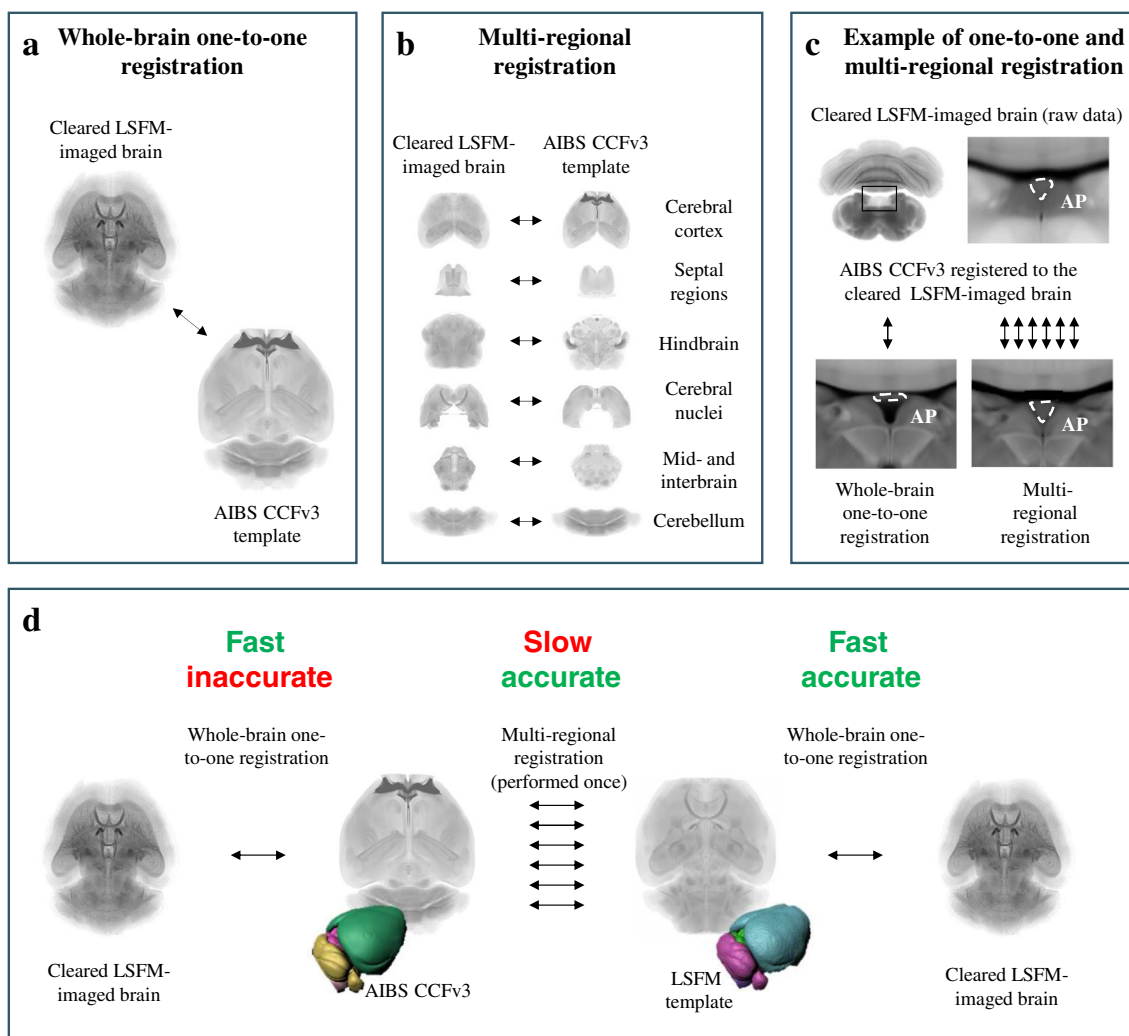 a
Whole-brain one-to-one
registration
Cleared LSFM-
imaged brain
AIBS CCFv3
template
b
Multi-regional
registration
Cleared LSFM-
imaged brain
AIBS CCFv3
template
Cerebral
cortex
Septal
regions
Hindbrain
Cerebral
nuclei
Mid- and
interbrain
Cerebellum
c
Example of one-to-one and
multi-regional registration
Cleared LSFM-imaged brain (raw data)
AP
AIBS CCFv3 registered to the
cleared LSFM-imaged brain
AP
AP
Whole-brain
one-to-one
registration
Multi-
regional
registration
d
Fast
inaccurate
Slow
accurate
Fast
accurate
Whole-brain one-
to-one registration
Multi-regional
registration
(performed once)
Whole-brain one-
to-one registration
Cleared LSFM-
imaged brain
AIBS CCFv3
LSFM
template
Cleared LSFM-
imaged brain